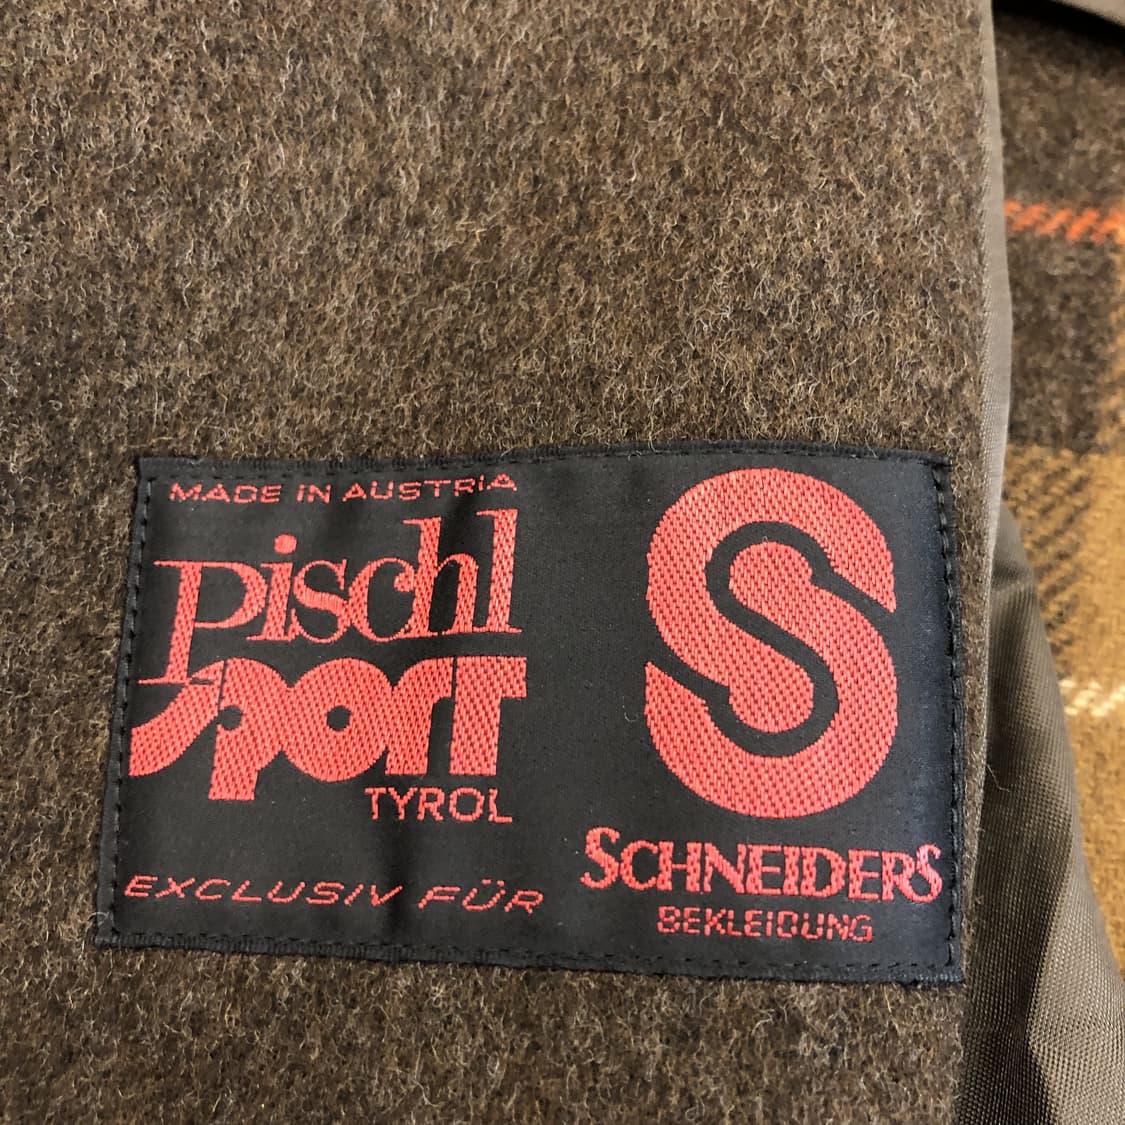 MADE IN AUSTRIA
pischl
sport
TYROL
EXCLUSIV FÜR
S
SCHNEIDERS
BEKLEIDUNG